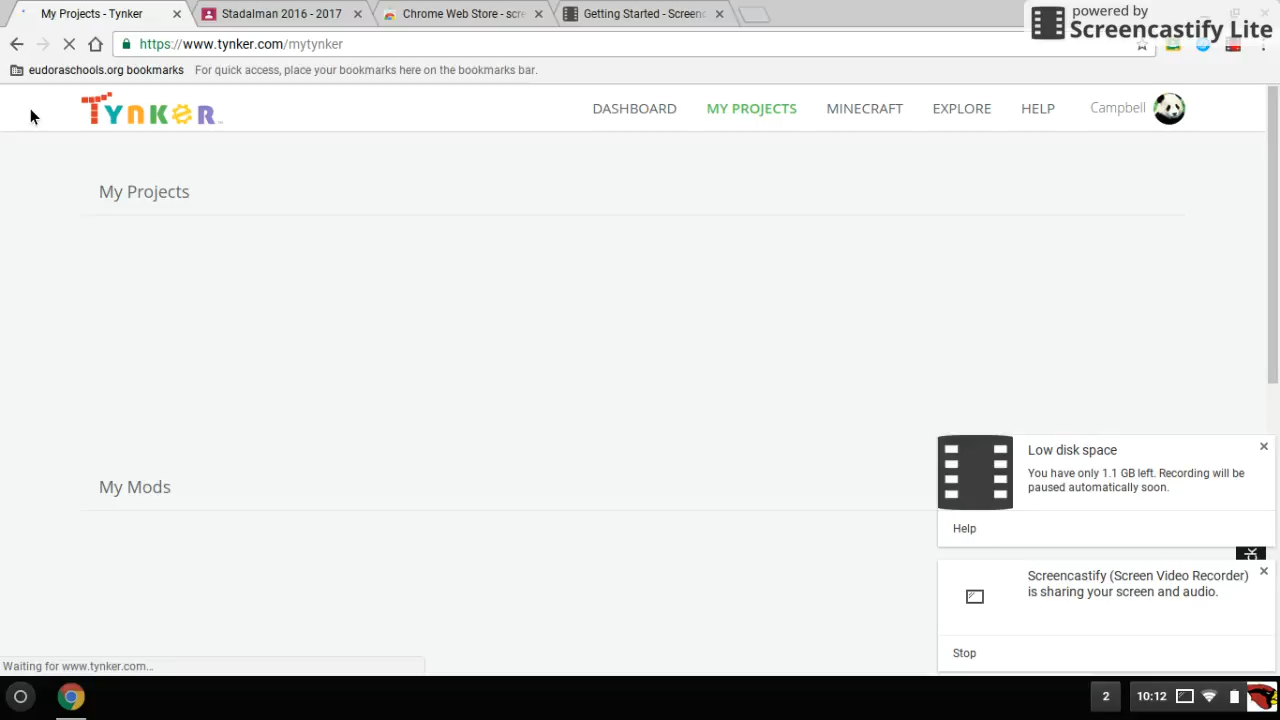 My Projects - Tynker
Stadalman 2016 - 2017
Chrome Web Store - scre
Getting Started - Screenc
powered by
Screencastify Lite
https://www.tynker.com/mytynker
eudoraschools.org bookmarks
For quick access, place your bookmarks here on the bookmarks bar.
TYNKER
DASHBOARD
MY PROJECTS
MINECRAFT
EXPLORE
HELP
Campbell
My Projects
My Mods
Low disk space
You have only 1.1 GB left. Recording will be
paused automatically soon.
Help
Screencastify (Screen Video Recorder)
is sharing your screen and audio.
Stop
Waiting for www.tynker.com...
2
10:12